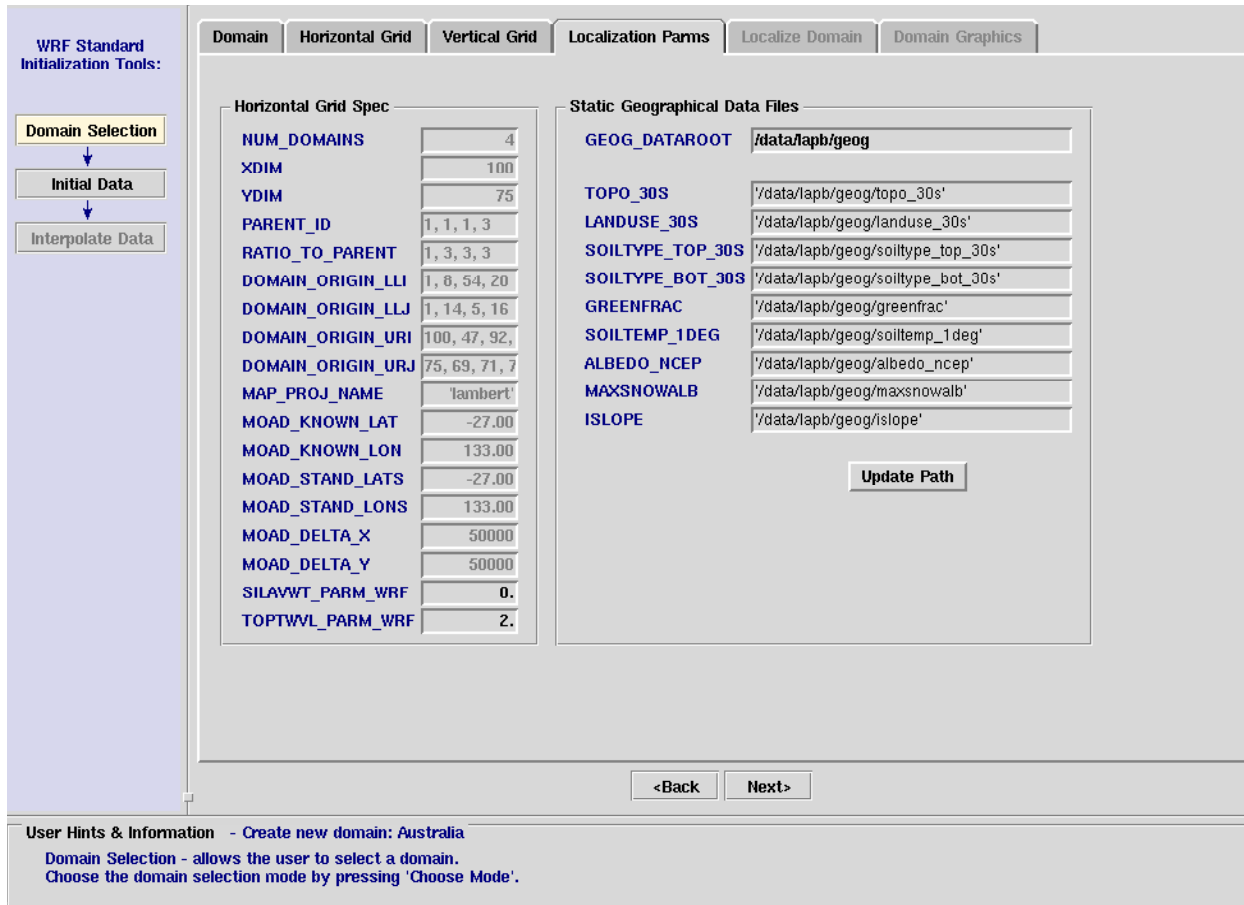 WRF Standard
Initialization Tools:
Domain Selection
Initial Data
Interpolate Data
Domain
Horizontal Grid
Vertical Grid
Localization Parms
Localize Domain
Domain Graphics
Horizontal Grid Spec
NUM_DOMAINS 4
XDIM 100
YDIM 75
PARENT_ID 1, 1, 1, 3
RATIO_TO_PARENT 1, 3, 3, 3
DOMAIN_ORIGIN_LLI 1, 8, 54, 20
DOMAIN_ORIGIN_LLJ 1, 14, 5, 16
DOMAIN_ORIGIN_URI 100, 47, 92,
DOMAIN_ORIGIN_URJ 75, 69, 71, 7
MAP_PROJ_NAME 'lambert'
MOAD_KNOWN_LAT -27.00
MOAD_KNOWN_LON 133.00
MOAD_STAND_LATS -27.00
MOAD_STAND_LONS 133.00
MOAD_DELTA_X 50000
MOAD_DELTA_Y 50000
SILAVWT_PARM_WRF 0.
TOPTWVL_PARM_WRF 2.
Static Geographical Data Files
GEOG_DATAROOT /data/lapb/geog
TOPO_30S '/data/lapb/geog/topo_30s'
LANDUSE_30S '/data/lapb/geog/landuse_30s'
SOILTYPE_TOP_30S '/data/lapb/geog/soiltype_top_30s'
SOILTYPE_BOT_30S '/data/lapb/geog/soiltype_bot_30s'
GREENFRAC '/data/lapb/geog/greenfrac'
SOILTEMP_1DEG '/data/lapb/geog/soiltemp_1deg'
ALBEDO_NCEP '/data/lapb/geog/albedo_ncep'
MAXSNOWALB '/data/lapb/geog/maxsnowalb'
ISLOPE '/data/lapb/geog/islope'
Update Path
<Back
Next>
User Hints & Information - Create new domain: Australia
Domain Selection - allows the user to select a domain.
Choose the domain selection mode by pressing 'Choose Mode'.